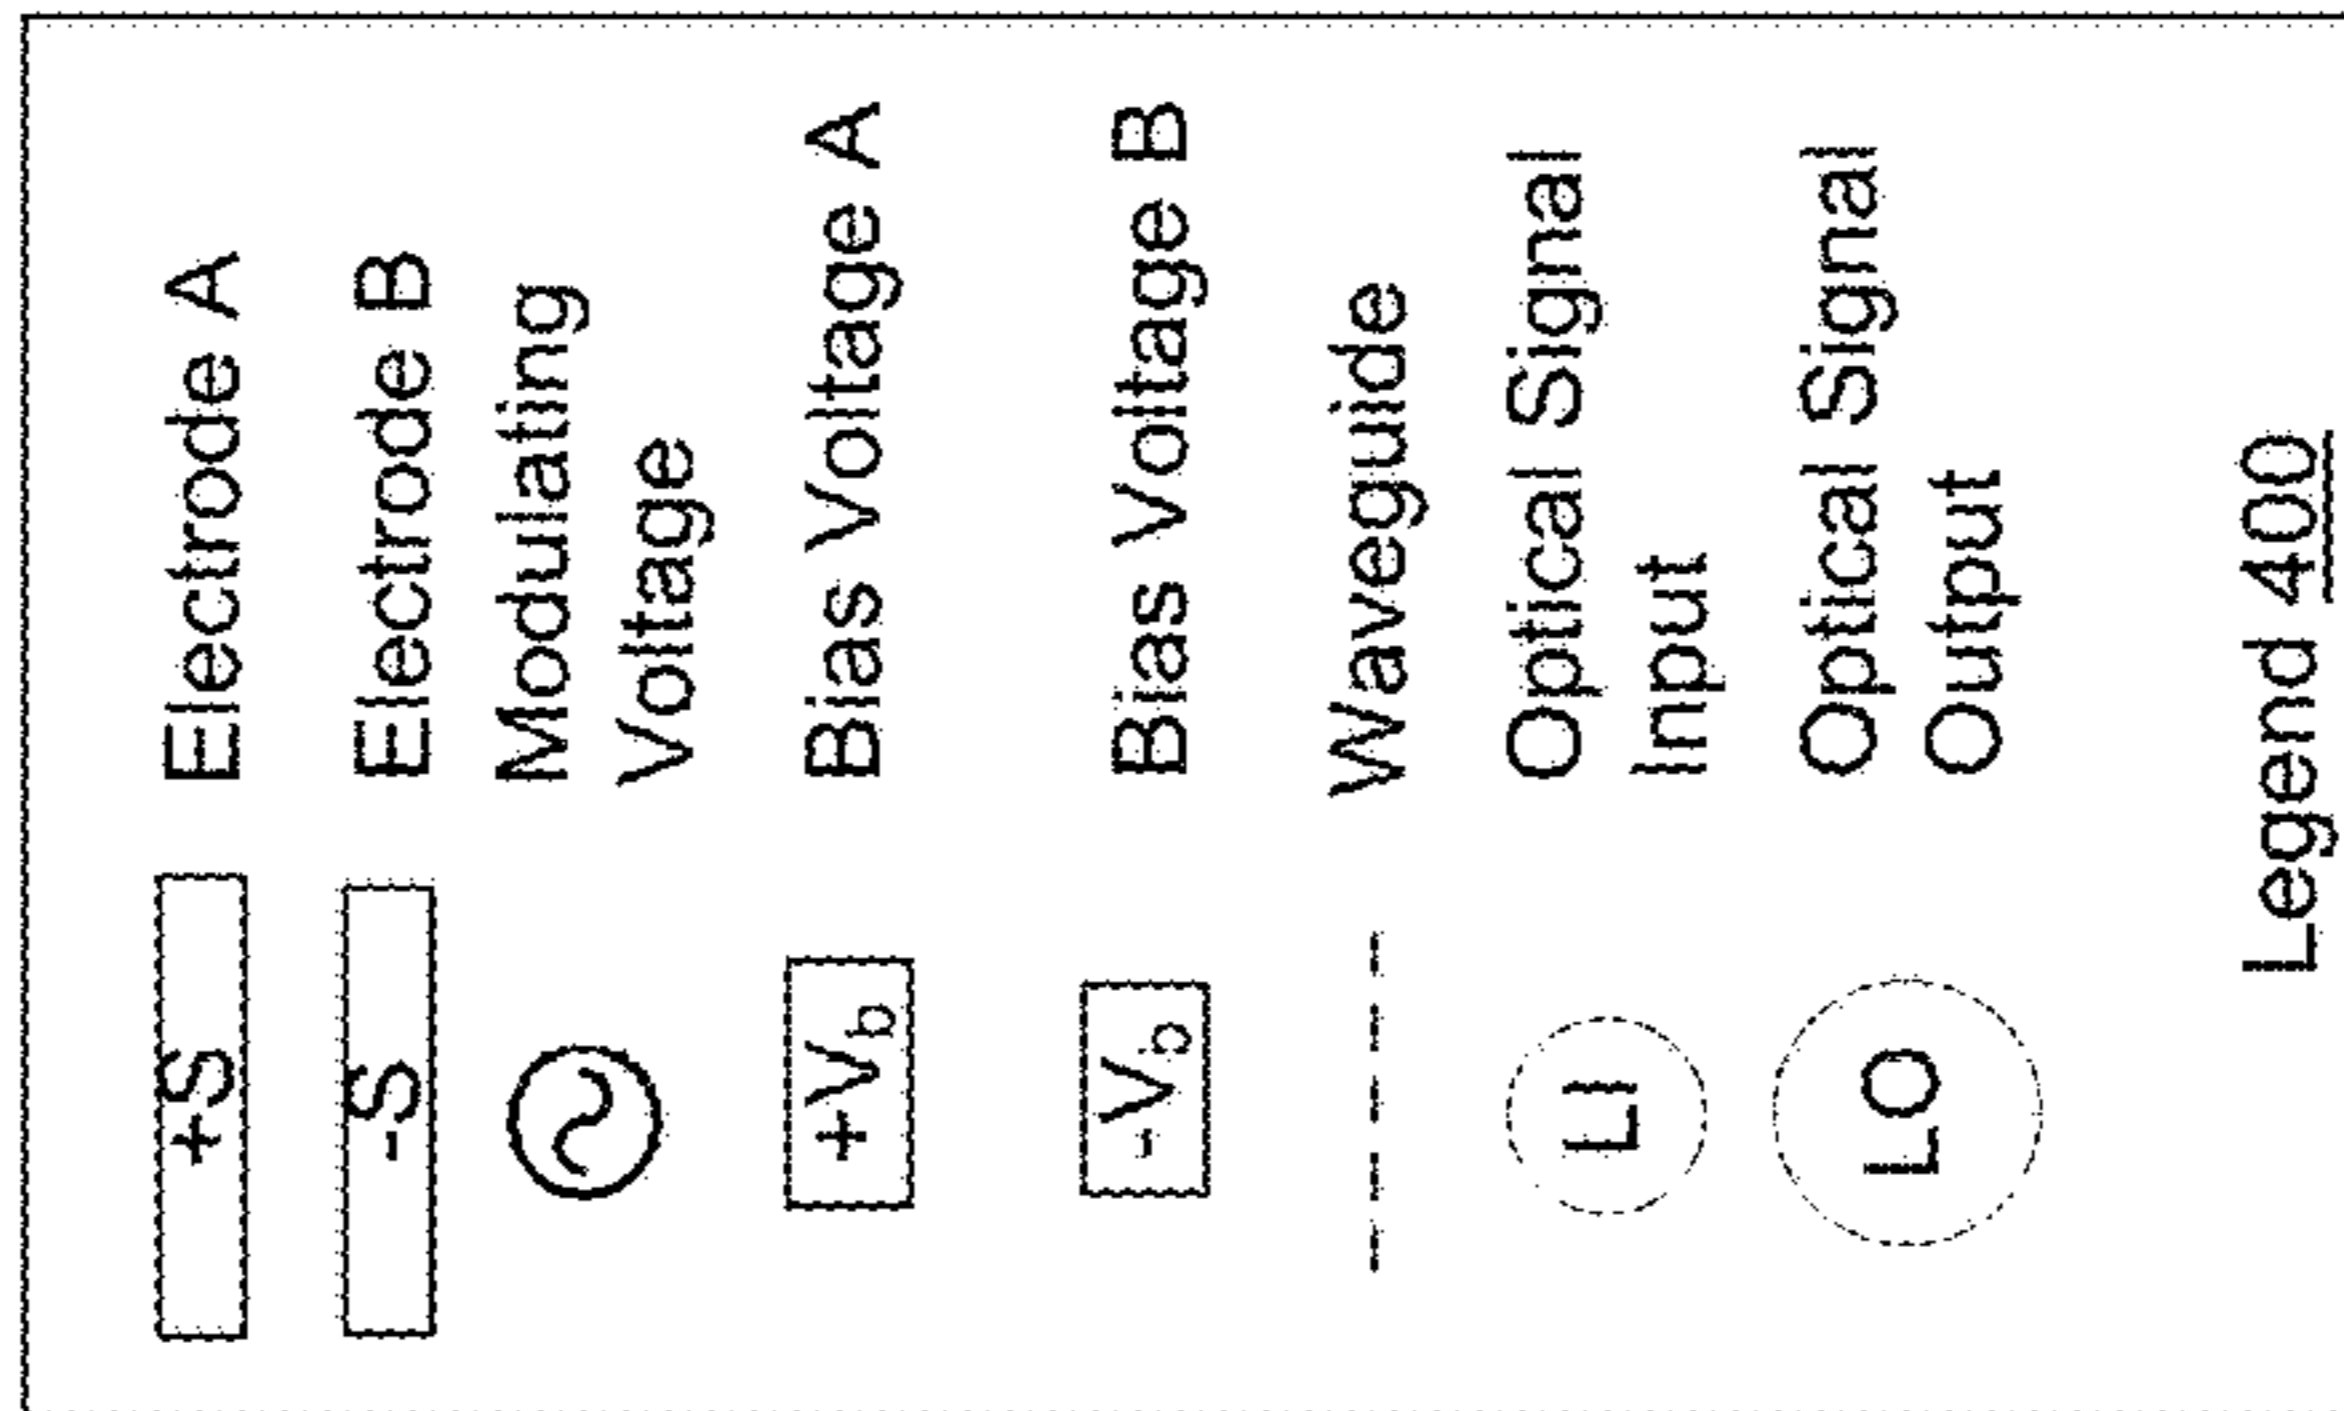 +S Electrode A
-S Electrode B
Modulating
Voltage
+Vb Bias Voltage A
-Vb Bias Voltage B
Waveguide
LI Optical Signal
Input
LO Optical Signal
Output
Legend 400